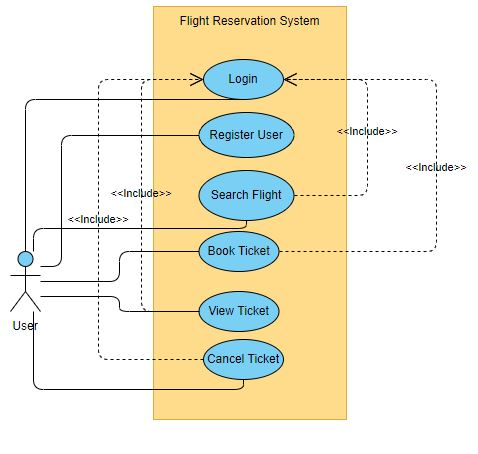 Flight Reservation System
Login
Register User
<<Include>>
Search Flight
<<Include>>
<<Include>>
<<Include>>
Book Ticket
View Ticket
User
Cancel Ticket